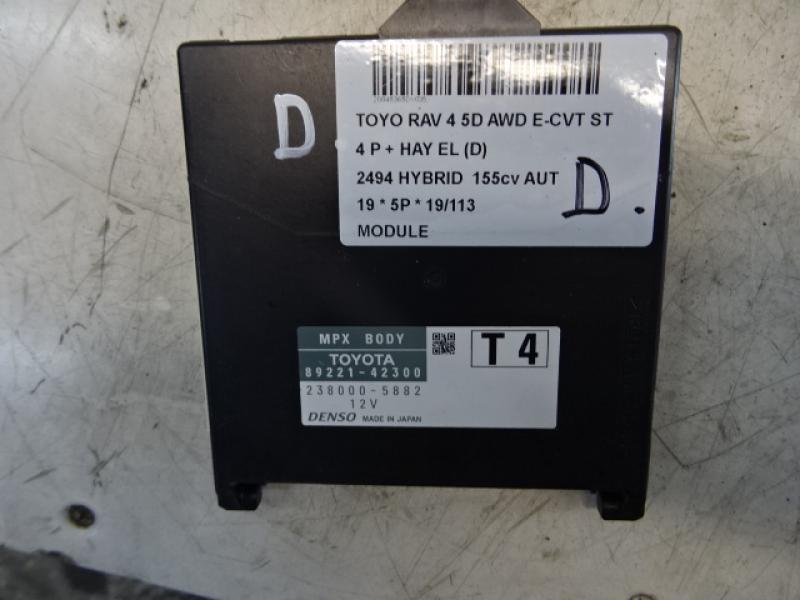 TOYO RAV 4 5D AWD E-CVT ST
4 P + HAY EL (D)
2494 HYBRID 155cv AUT
19 * 5P * 19/113
MODULE
D
D.
MPX BODY
TOYOTA
89221-42300
238000-5882
12V
DENSO MADE IN JAPAN
T4